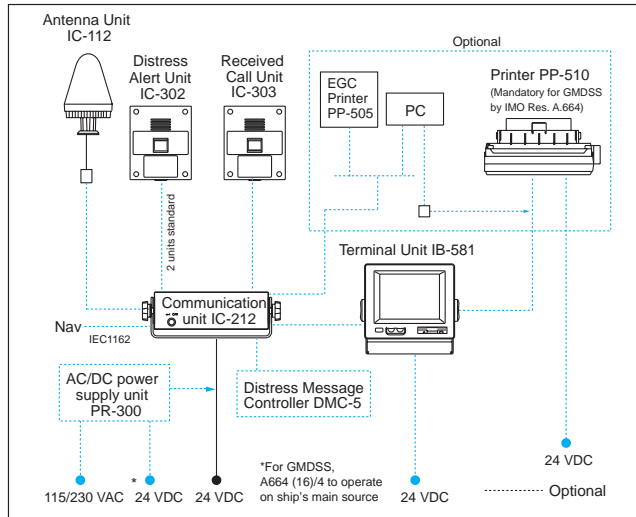 Antenna Unit
IC-112
Distress
Alert Unit
IC-302
Received
Call Unit
IC-303
Optional
EGC
Printer
PP-505
PC
Printer PP-510
(Mandatory for GMDSS
by IMO Res. A.664)
2 units standard
Terminal Unit IB-581
Communication
unit IC-212
Nav
IEC1162
AC/DC power
supply unit
PR-300
Distress Message
Controller DMC-5
*For GMDSS,
A664 (16)/4 to operate
on ship's main source
115/230 VAC
* 24 VDC
24 VDC
24 VDC
24 VDC
Optional